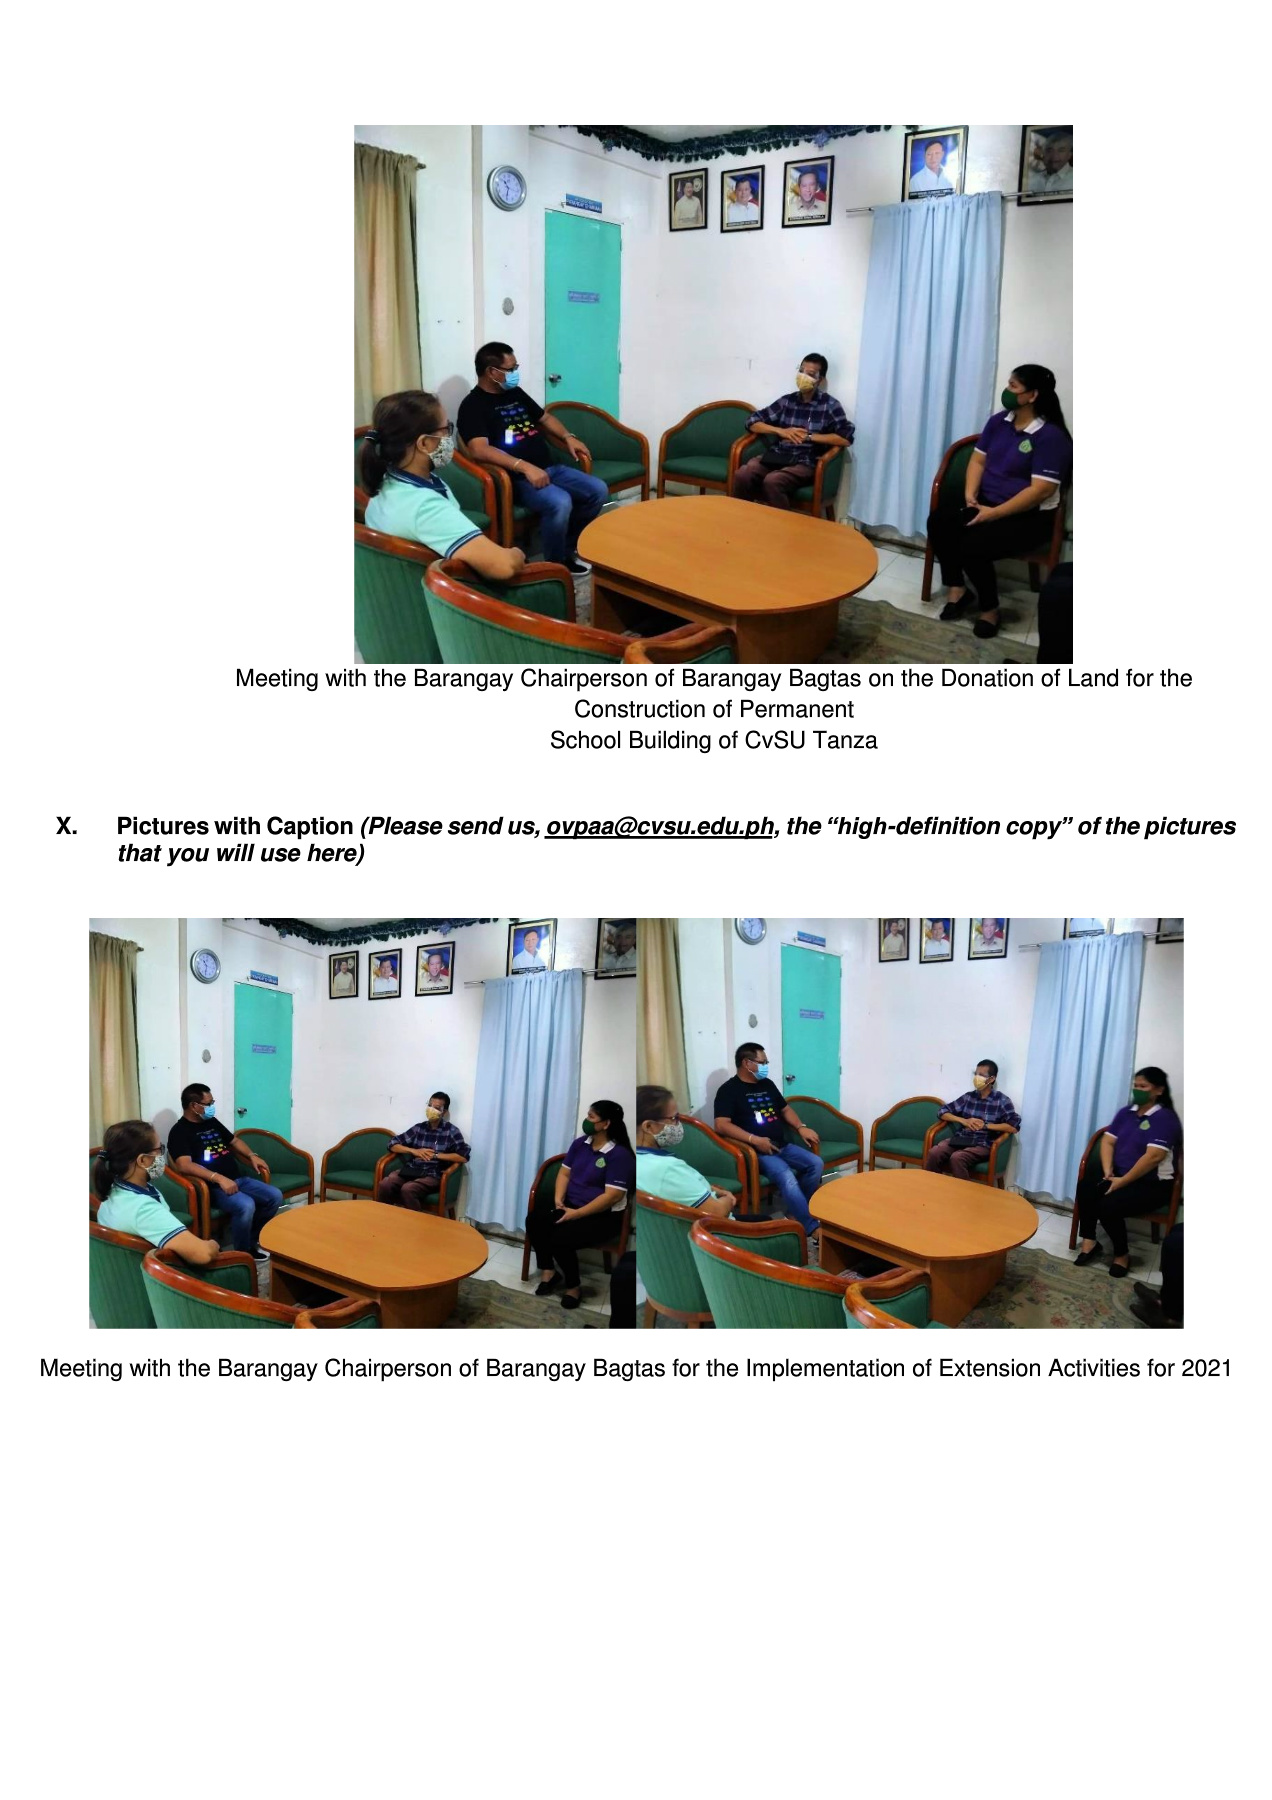 Meeting with the Barangay Chairperson of Barangay Bagtas on the Donation of Land for the
Construction of Permanent
School Building of CvSU Tanza
X. Pictures with Caption (Please send us, ovpaa@cvsu.edu.ph, the “high-definition copy” of the pictures
that you will use here)
Meeting with the Barangay Chairperson of Barangay Bagtas for the Implementation of Extension Activities for 2021